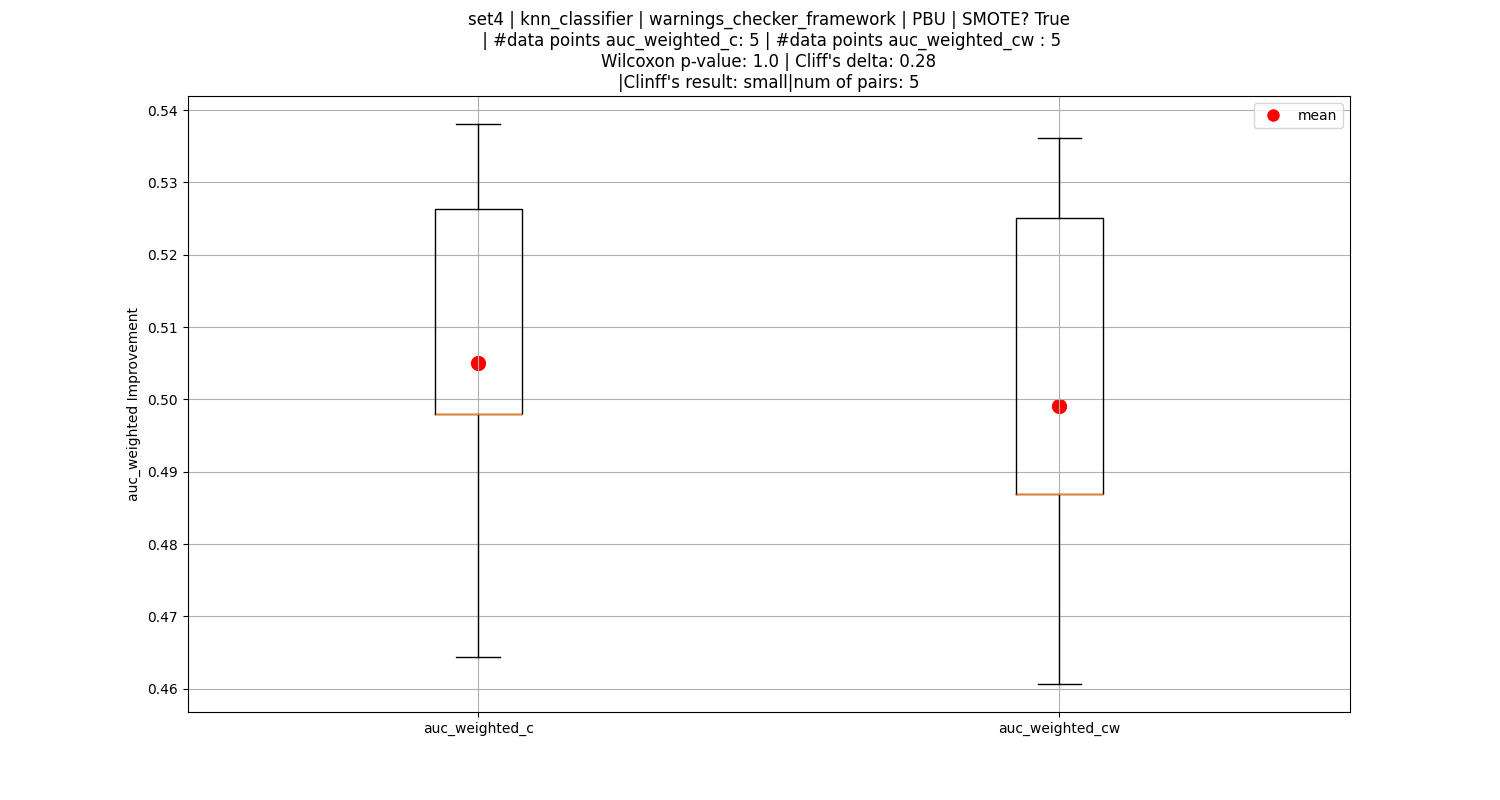 set4 | knn_classifier | warnings_checker_framework | PBU | SMOTE? True
| #data points auc_weighted_c: 5 | #data points auc_weighted_cw : 5
Wilcoxon p-value: 1.0 | Cliff's delta: 0.28
|Clinff's result: small|num of pairs: 5
mean
auc_weighted Improvement
0.54
0.53
0.52
0.51
0.50
0.49
0.48
0.47
0.46
auc_weighted_c
auc_weighted_cw